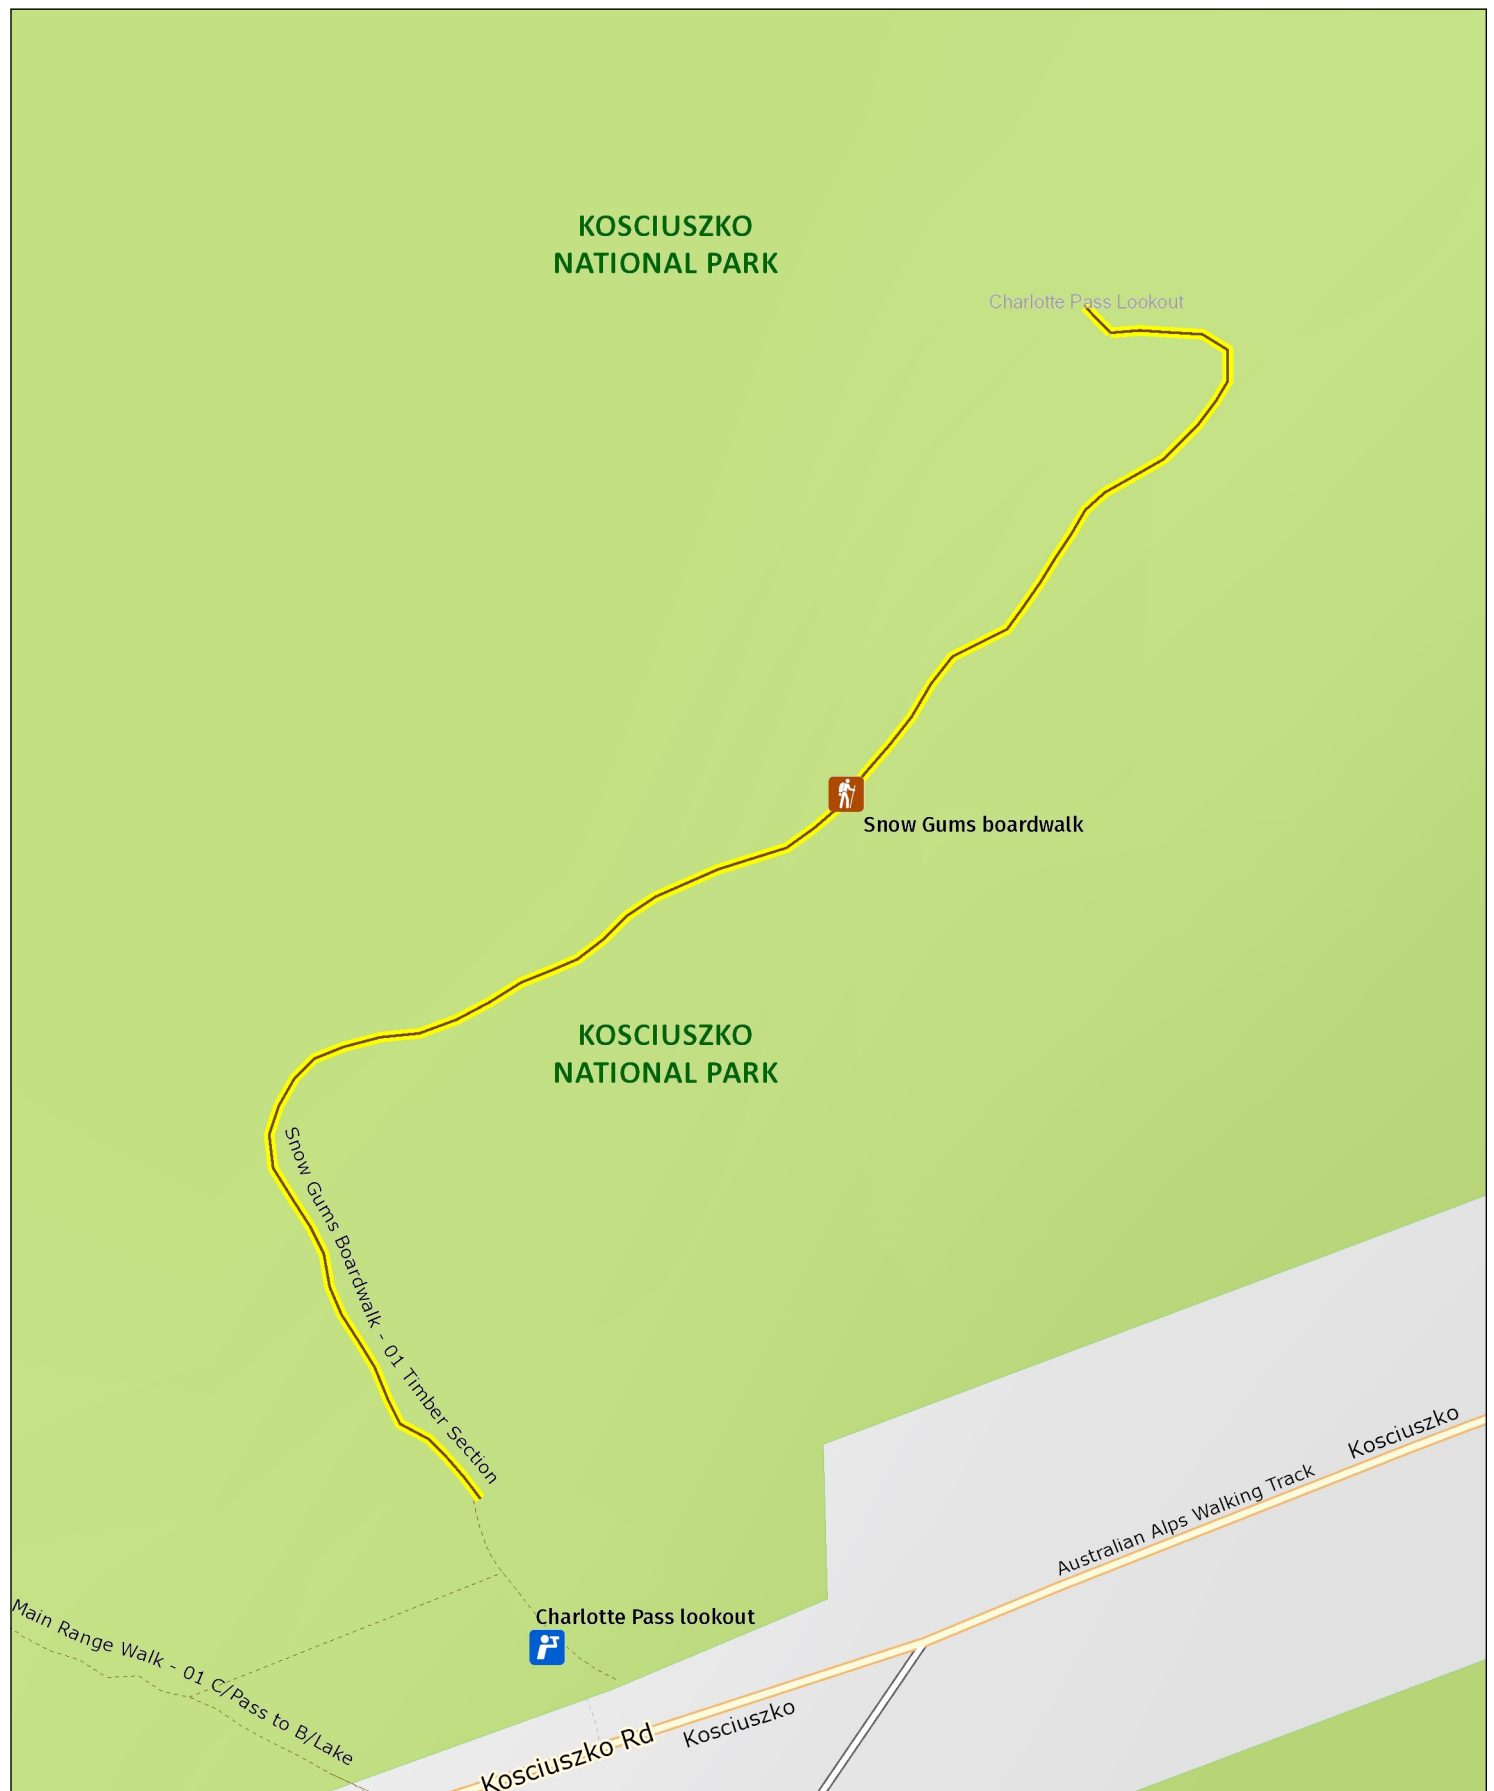 KOSCIUSZKO
NATIONAL PARK
Charlotte Pass Lookout
Snow Gums boardwalk
KOSCIUSZKO
NATIONAL PARK
Snow Gums Boardwalk - 01 Timber Section
Kosciuszko
Australian Alps Walking Track
Charlotte Pass lookout
Main Range Walk - 01 C/Pass to B/Lake
Kosciuszko
Kosciuszko Rd